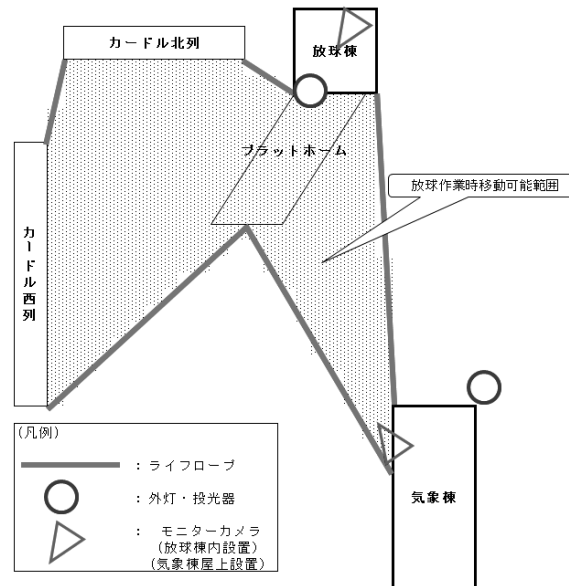 カードル北列
放球棟
プラットホーム
放球作業時移動可能範囲
カードル西列
(凡例)
：ライフロープ
：外灯・投光器
： モニターカメラ
(放球棟内設置)
(気象棟屋上設置)
気象棟